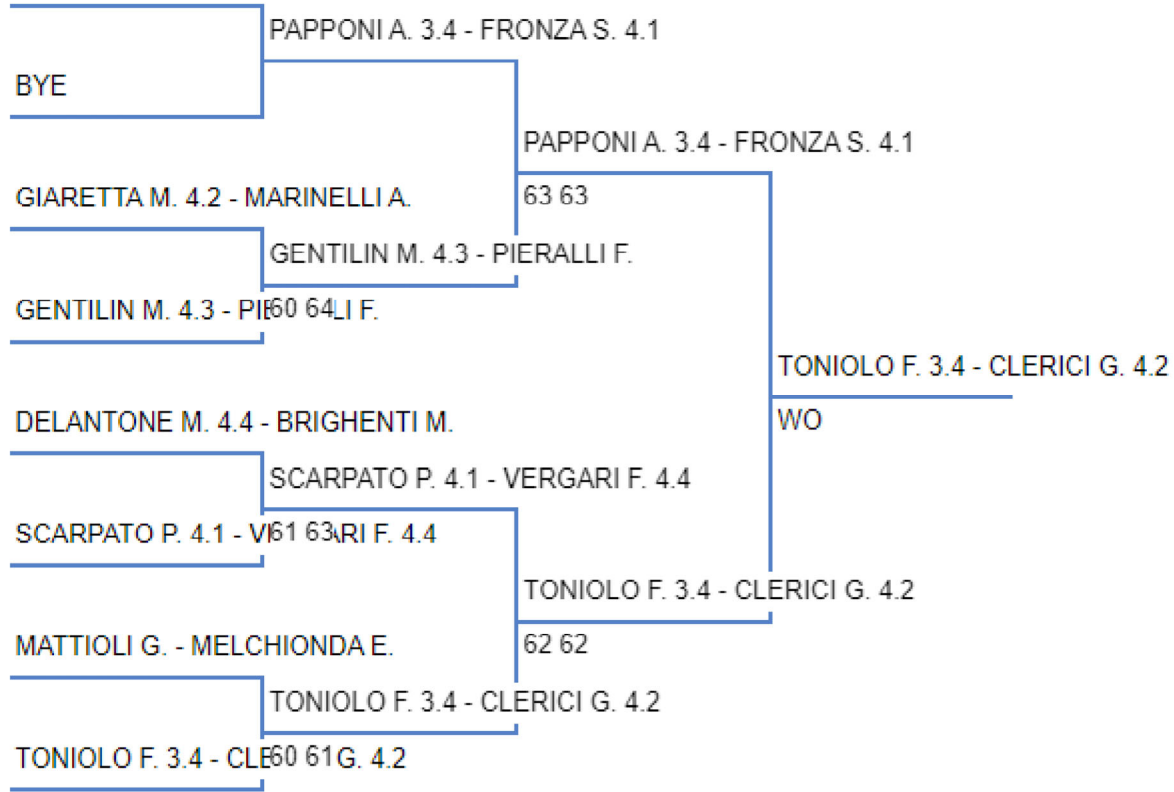 PAPPONI A. 3.4 - FRONZA S. 4.1
BYE
PAPPONI A. 3.4 - FRONZA S. 4.1
GIARETTA M. 4.2 - MARINELLI A.
63 63
GENTILIN M. 4.3 - PIERALLI F.
GENTILIN M. 4.3 - PIE LI F.
60 64
TONIOLO F. 3.4 - CLERICI G. 4.2
DELANTONE M. 4.4 - BRIGHENTI M.
WO
SCARPATO P. 4.1 - VERGARI F. 4.4
SCARPATO P. 4.1 - VERGARI F. 4.4
61 63
TONIOLO F. 3.4 - CLERICI G. 4.2
MATTIOLI G. - MELCHIONDA E.
62 62
TONIOLO F. 3.4 - CLERICI G. 4.2
TONIOLO F. 3.4 - CLE G. 4.2
60 61